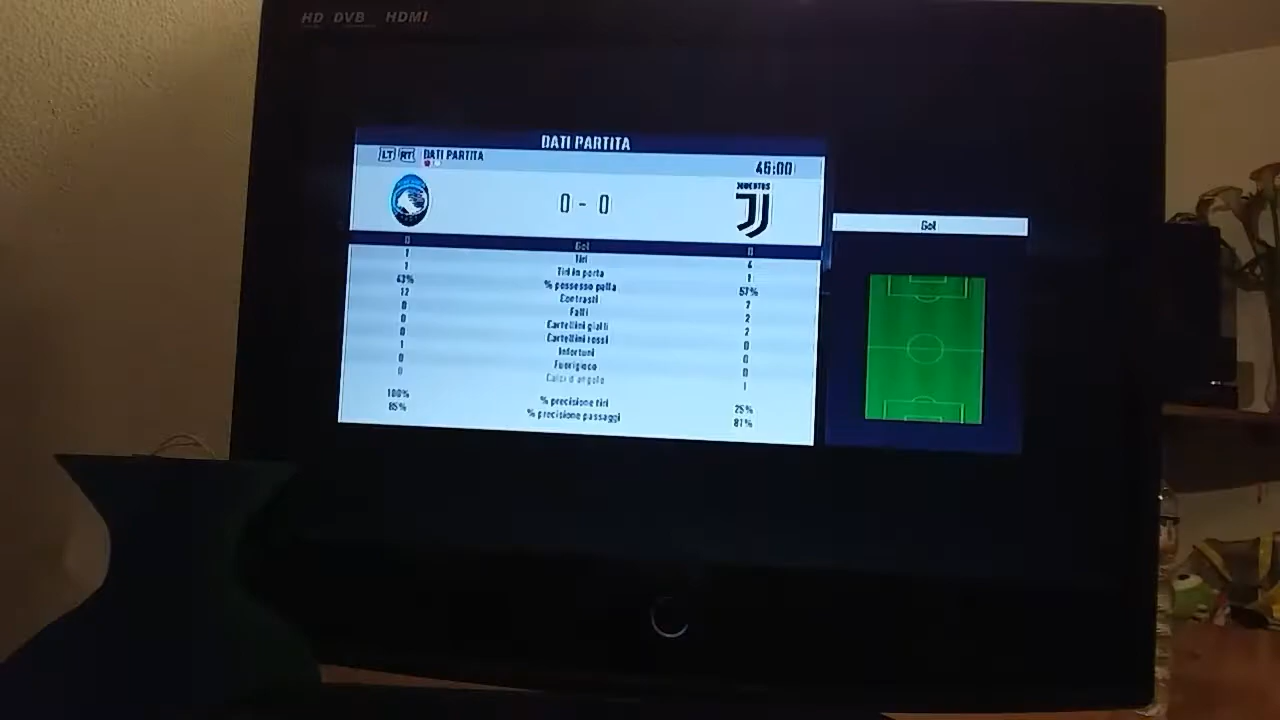 HD DVB HDMI
DATI PARTITA
LT RT DATI PARTITA 46:00
JUVENTUS
0 - 0
Gol
0 Gol 0
1 Tiri 4
1 Tiri in porta 1
43% % possesso palla 57%
12 Contrasti 7
0 Falli 2
0 Cartellini gialli 2
0 Cartellini rossi 0
1 Infortuni 0
0 Fuorigioco 0
0 Calci d'angolo 1
100% % precisione tiri 25%
85% % precisione passaggi 81%